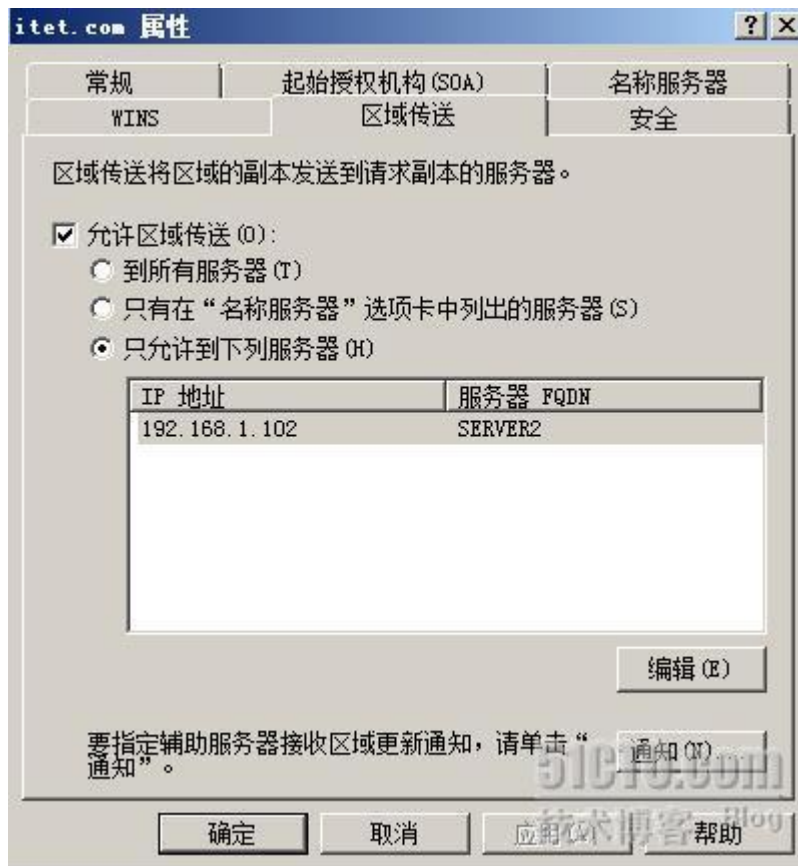 itet.com 属性
常规
起始授权机构(SOA)
名称服务器
WINS
区域传送
安全
区域传送将区域的副本发送到请求副本的服务器。
允许区域传送(O):
到所有服务器(T)
只有在“名称服务器”选项卡中列出的服务器(S)
只允许到下列服务器(H)
IP 地址
服务器 FQDN
192.168.1.102
SERVER2
编辑(E)
要指定辅助服务器接收区域更新通知，请单击“
通知”。
通知(N)...
51CTO.com
技术博客 Blog
确定
取消
应用(A)
帮助